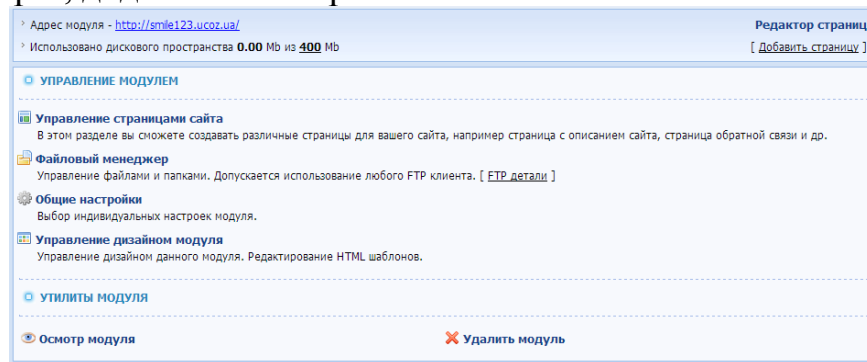 › Адрес модуля - http://smile123.ucoz.ua/
Редактор страниц
› Использовано дискового пространства 0.00 Mb из 400 Mb
[ Добавить страницу ]
УПРАВЛЕНИЕ МОДУЛЕМ
Управление страницами сайта
В этом разделе вы сможете создавать различные страницы для вашего сайта, например страница с описанием сайта, страница обратной связи и др.
Файловый менеджер
Управление файлами и папками. Допускается использование любого FTP клиента. [ FTP детали ]
Общие настройки
Выбор индивидуальных настроек модуля.
Управление дизайном модуля
Управление дизайном данного модуля. Редактирование HTML шаблонов.
УТИЛИТЫ МОДУЛЯ
Осмотр модуля
Удалить модуль